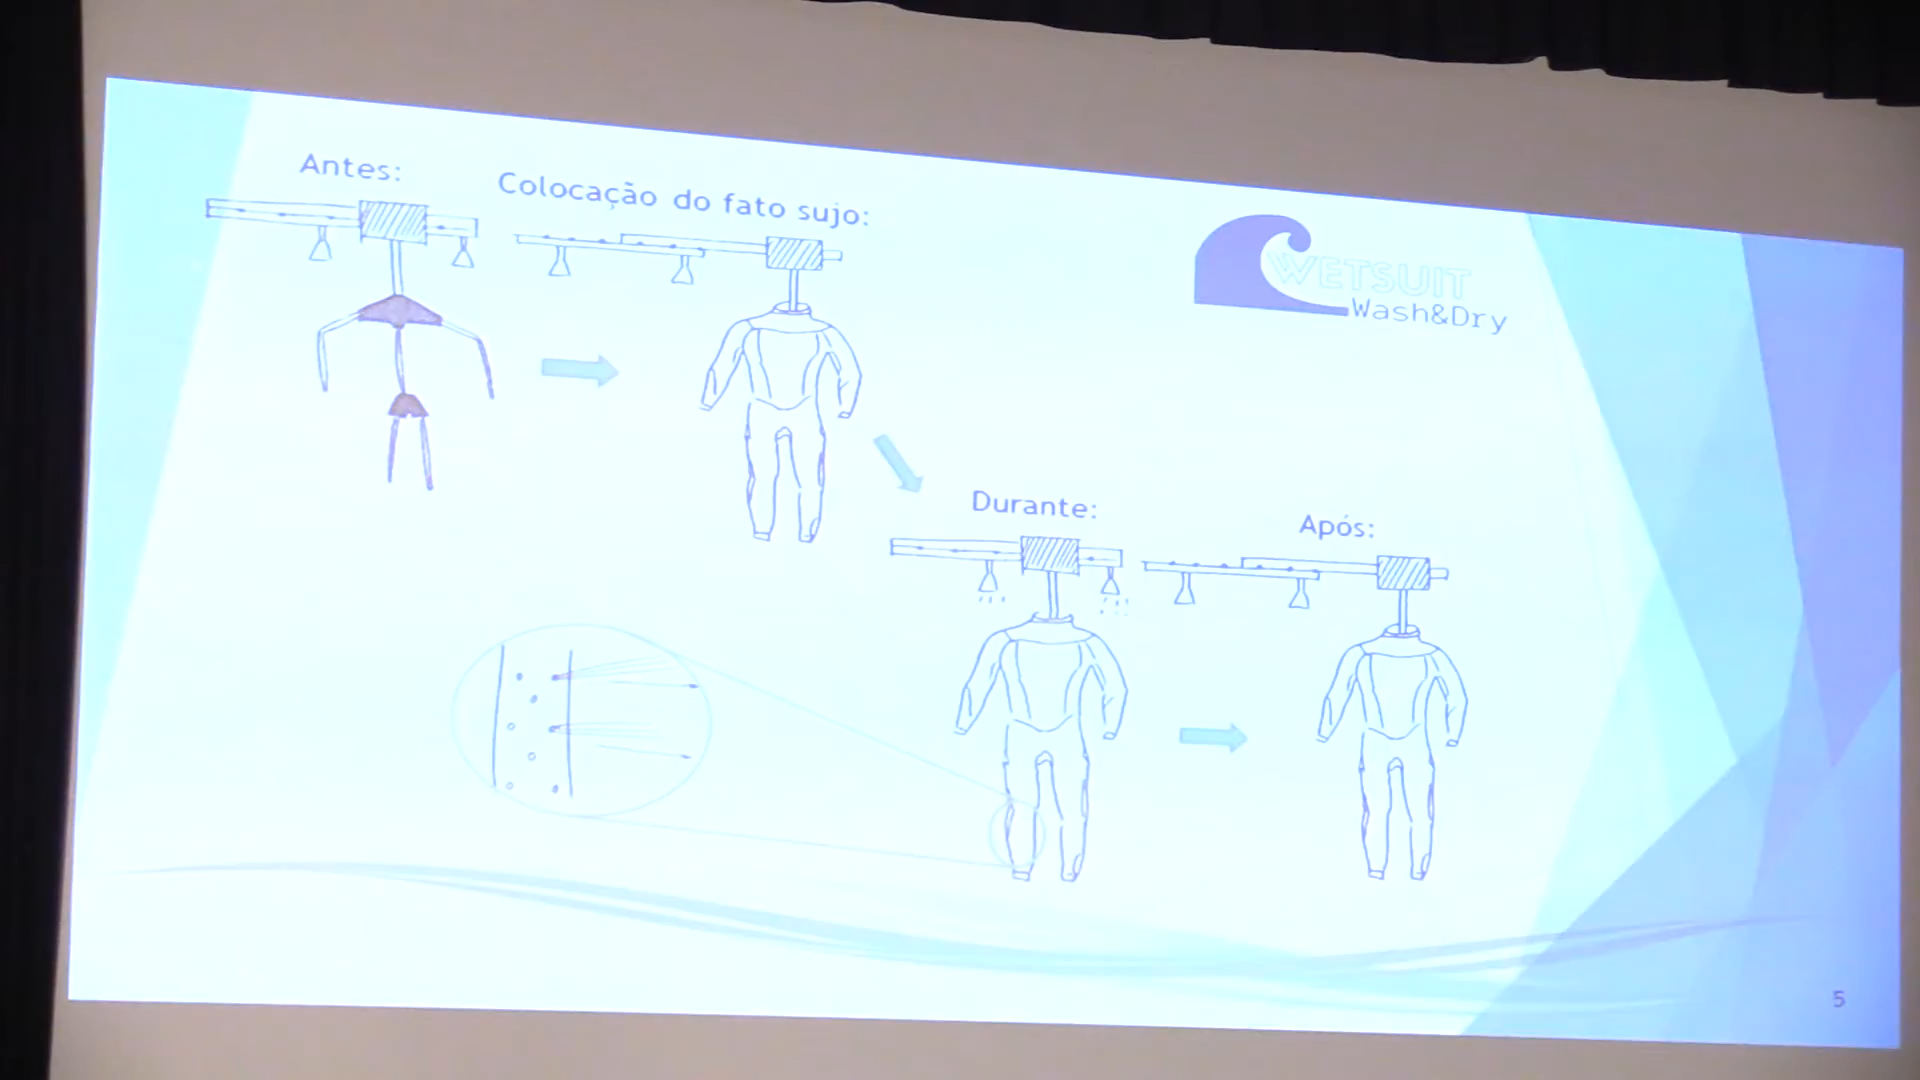 Antes:
Colocação do fato sujo:
WETSUIT
Wash&Dry
Durante:
Após:
5